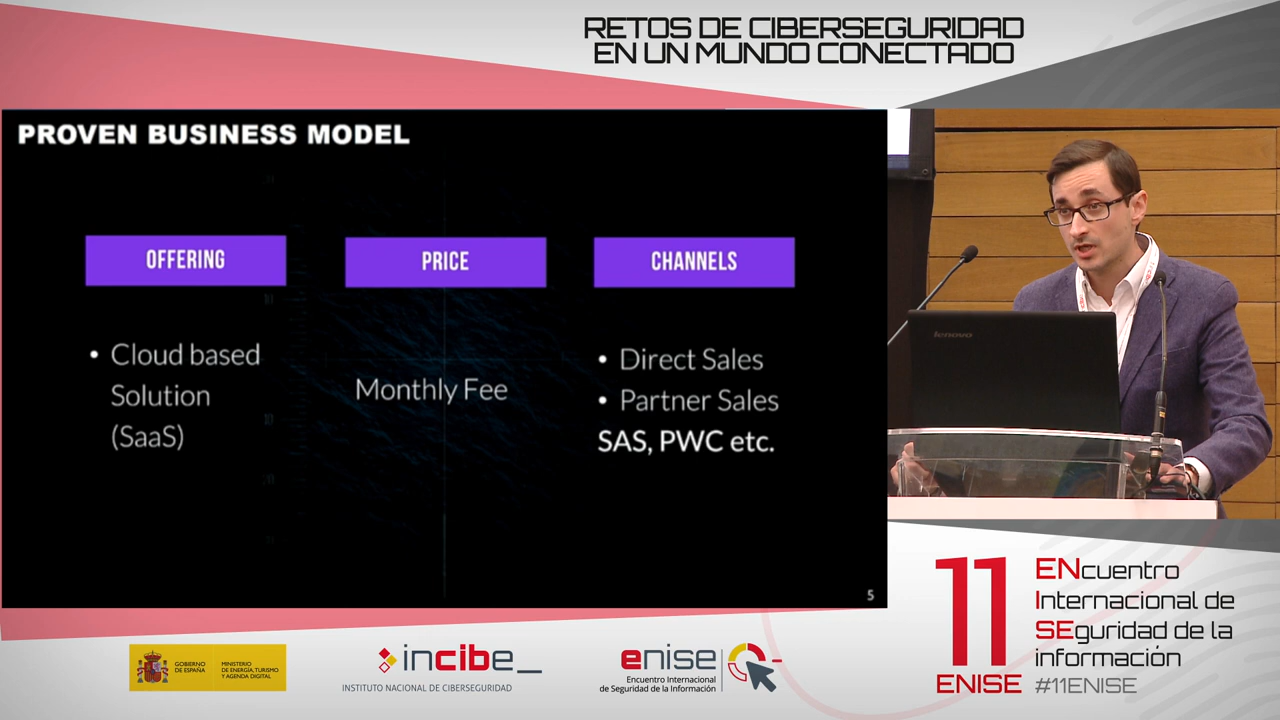 RETOS DE CIBERSEGURIDAD
EN UN MUNDO CONECTADO
PROVEN BUSINESS MODEL
OFFERING
PRICE
CHANNELS
• Cloud based
Solution
(SaaS)
Monthly Fee
• Direct Sales
• Partner Sales
SAS, PWC etc.
5
lenovo
GOBIERNO
DE ESPAÑA
MINISTERIO
DE ENERGÍA, TURISMO
Y AGENDA DIGITAL
incibe_
INSTITUTO NACIONAL DE CIBERSEGURIDAD
enise
Encuentro Internacional
de Seguridad de la Información
11
ENISE
ENcuentro
Internacional de
SEguridad de la
información
#11ENISE